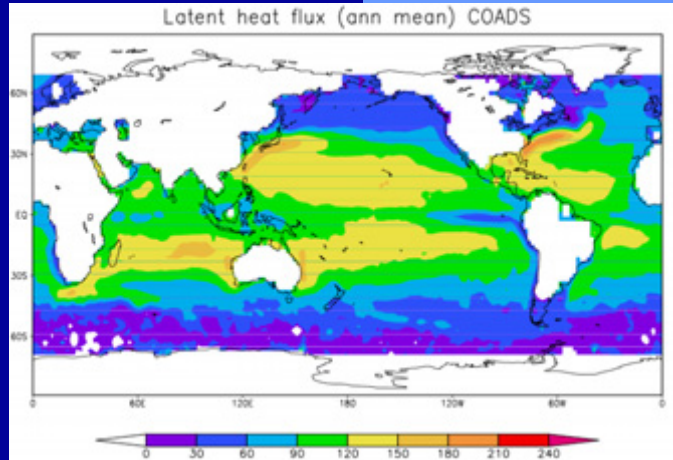 Latent heat flux (ann mean) COADS
60N
30N
EQ
30S
60S
0 60E 120E 180 120W 60W 0
0 30 60 90 120 150 180 210 240